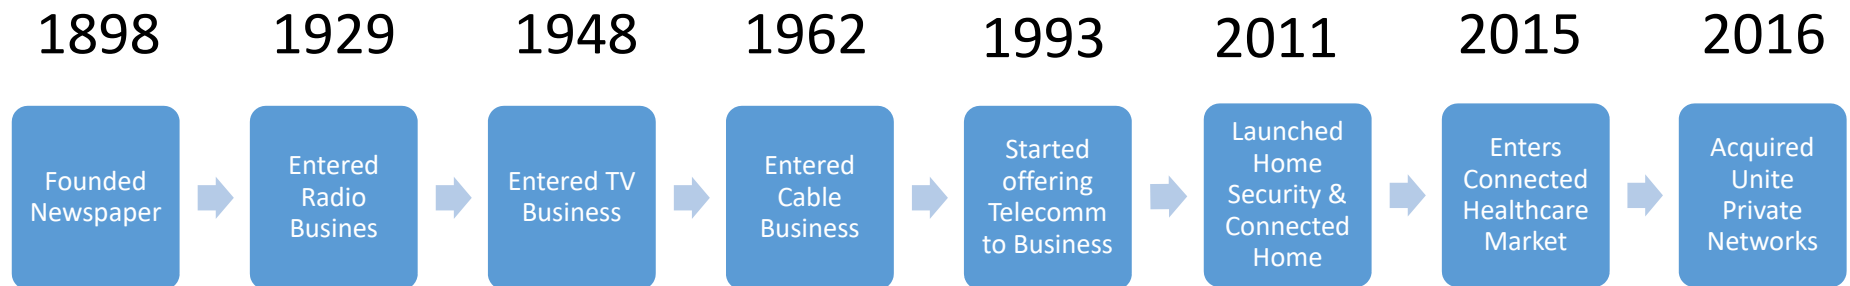 1898 1929 1948 1962 1993 2011 2015 2016
Founded
Newspaper
Entered
Radio
Busines
Entered TV
Business
Entered
Cable
Business
Started
offering
Telecomm
to Business
Launched
Home
Security &
Connected
Home
Enters
Connected
Healthcare
Market
Acquired
Unite
Private
Networks